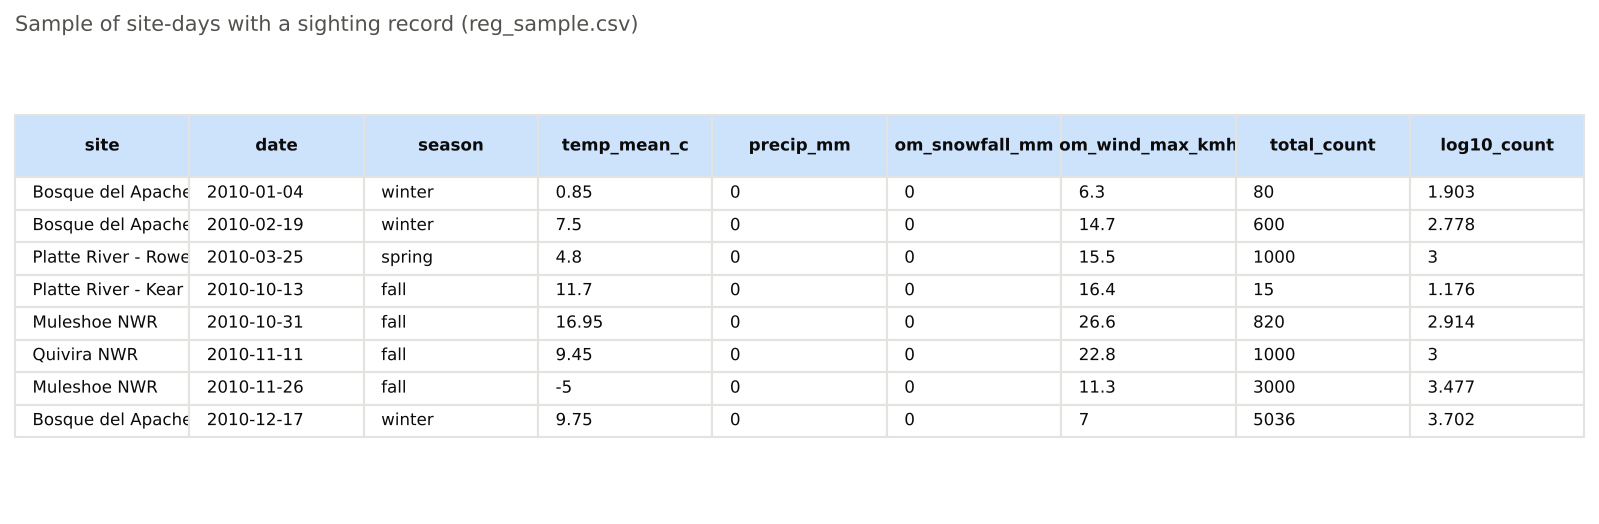 Sample of site-days with a sighting record (reg_sample.csv)
site date season temp_mean_c precip_mm om_snowfall_mm om_wind_max_kmh total_count log10_count
Bosque del Apache 2010-01-04 winter 0.85 0 0 6.3 80 1.903
Bosque del Apache 2010-02-19 winter 7.5 0 0 14.7 600 2.778
Platte River - Rowe 2010-03-25 spring 4.8 0 0 15.5 1000 3
Platte River - Kear 2010-10-13 fall 11.7 0 0 16.4 15 1.176
Muleshoe NWR 2010-10-31 fall 16.95 0 0 26.6 820 2.914
Quivira NWR 2010-11-11 fall 9.45 0 0 22.8 1000 3
Muleshoe NWR 2010-11-26 fall -5 0 0 11.3 3000 3.477
Bosque del Apache 2010-12-17 winter 9.75 0 0 7 5036 3.702